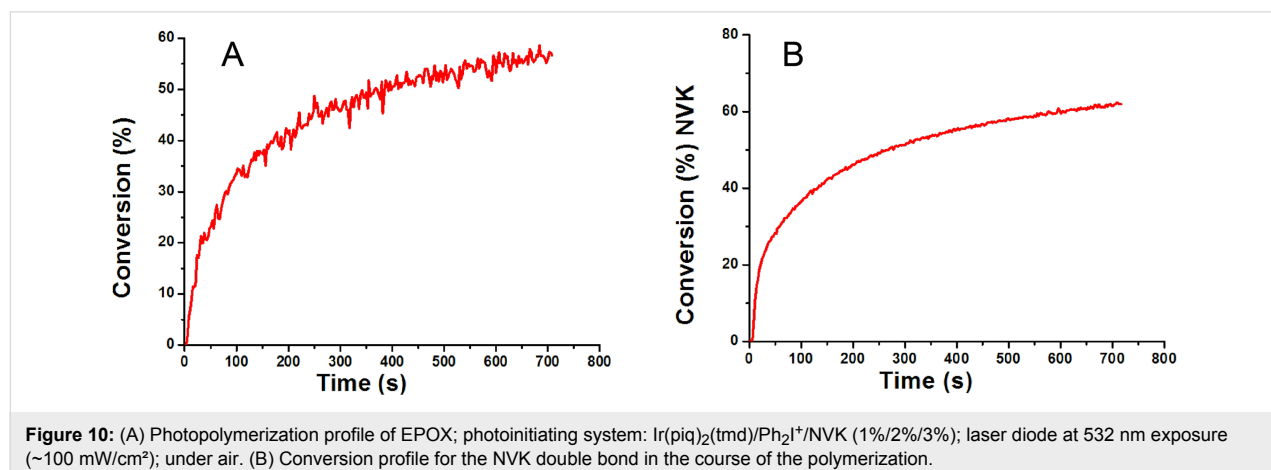 A
60
50
40
30
20
10
0
Conversion (%)
0 100 200 300 400 500 600 700 800
Time (s)
B
80
60
40
20
0
Conversion (%) NVK
0 100 200 300 400 500 600 700 800
Time (s)
Figure 10: (A) Photopolymerization profile of EPOX; photoinitiating system: Ir(piq)₂(tmd)/Ph₂I⁺/NVK (1%/2%/3%); laser diode at 532 nm exposure
(~100 mW/cm²); under air. (B) Conversion profile for the NVK double bond in the course of the polymerization.